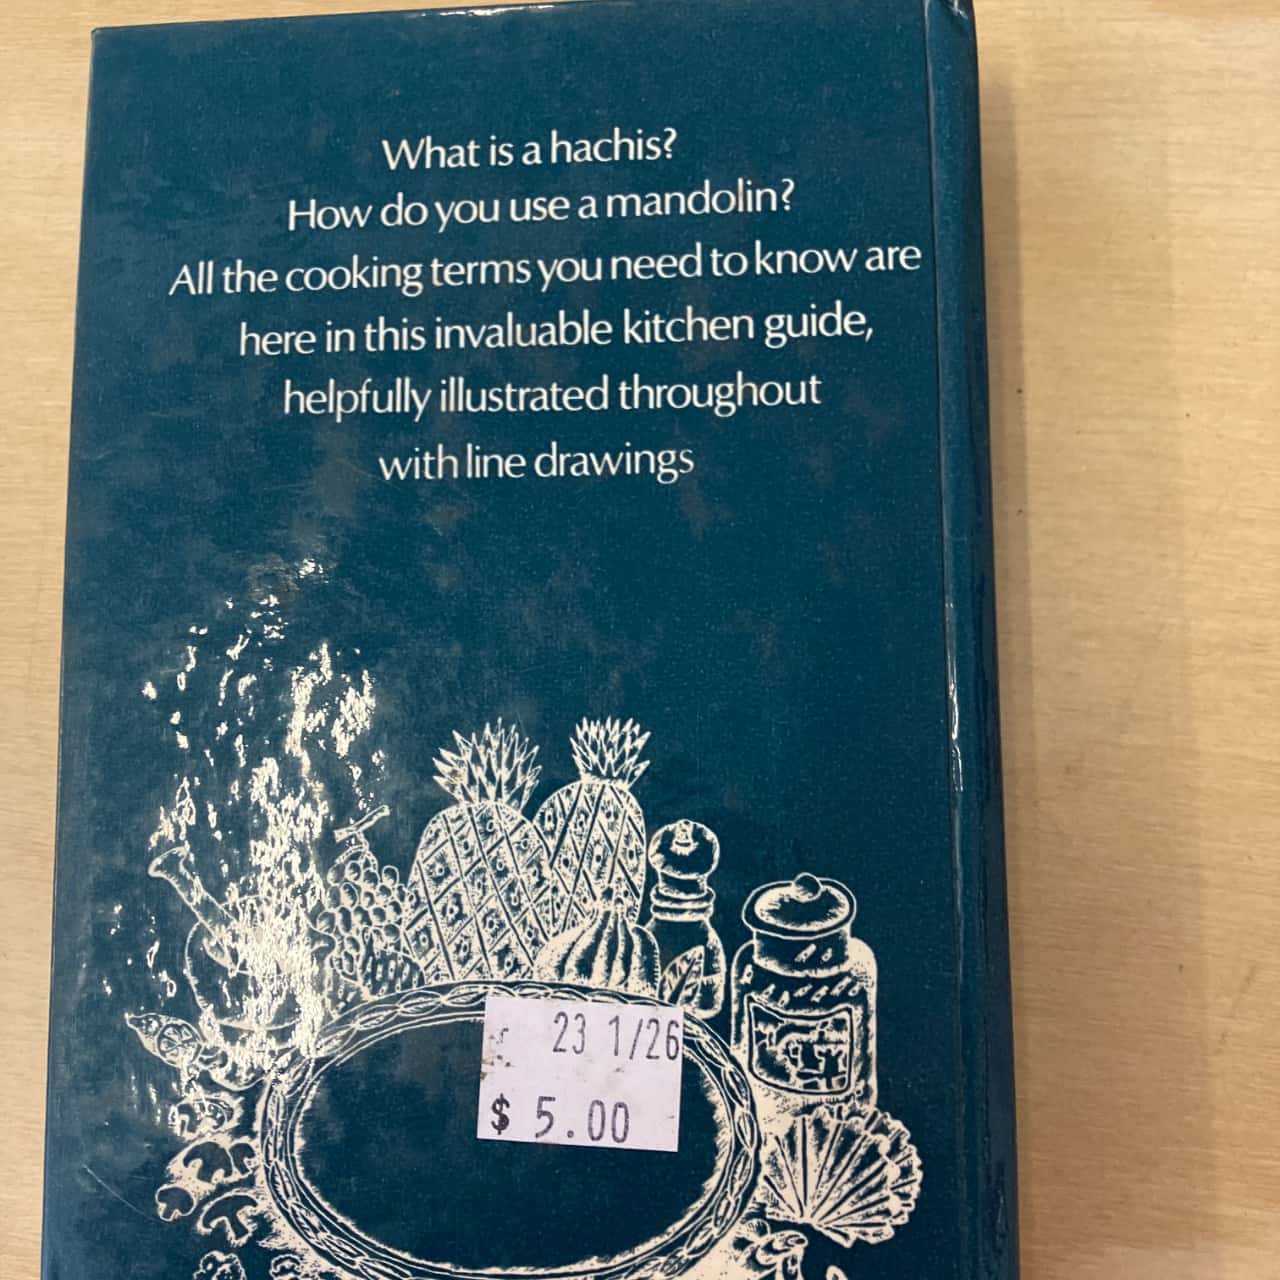 What is a hachis?
How do you use a mandolin?
All the cooking terms you need to know are
here in this invaluable kitchen guide,
helpfully illustrated throughout
with line drawings
23 1/26
$ 5.00